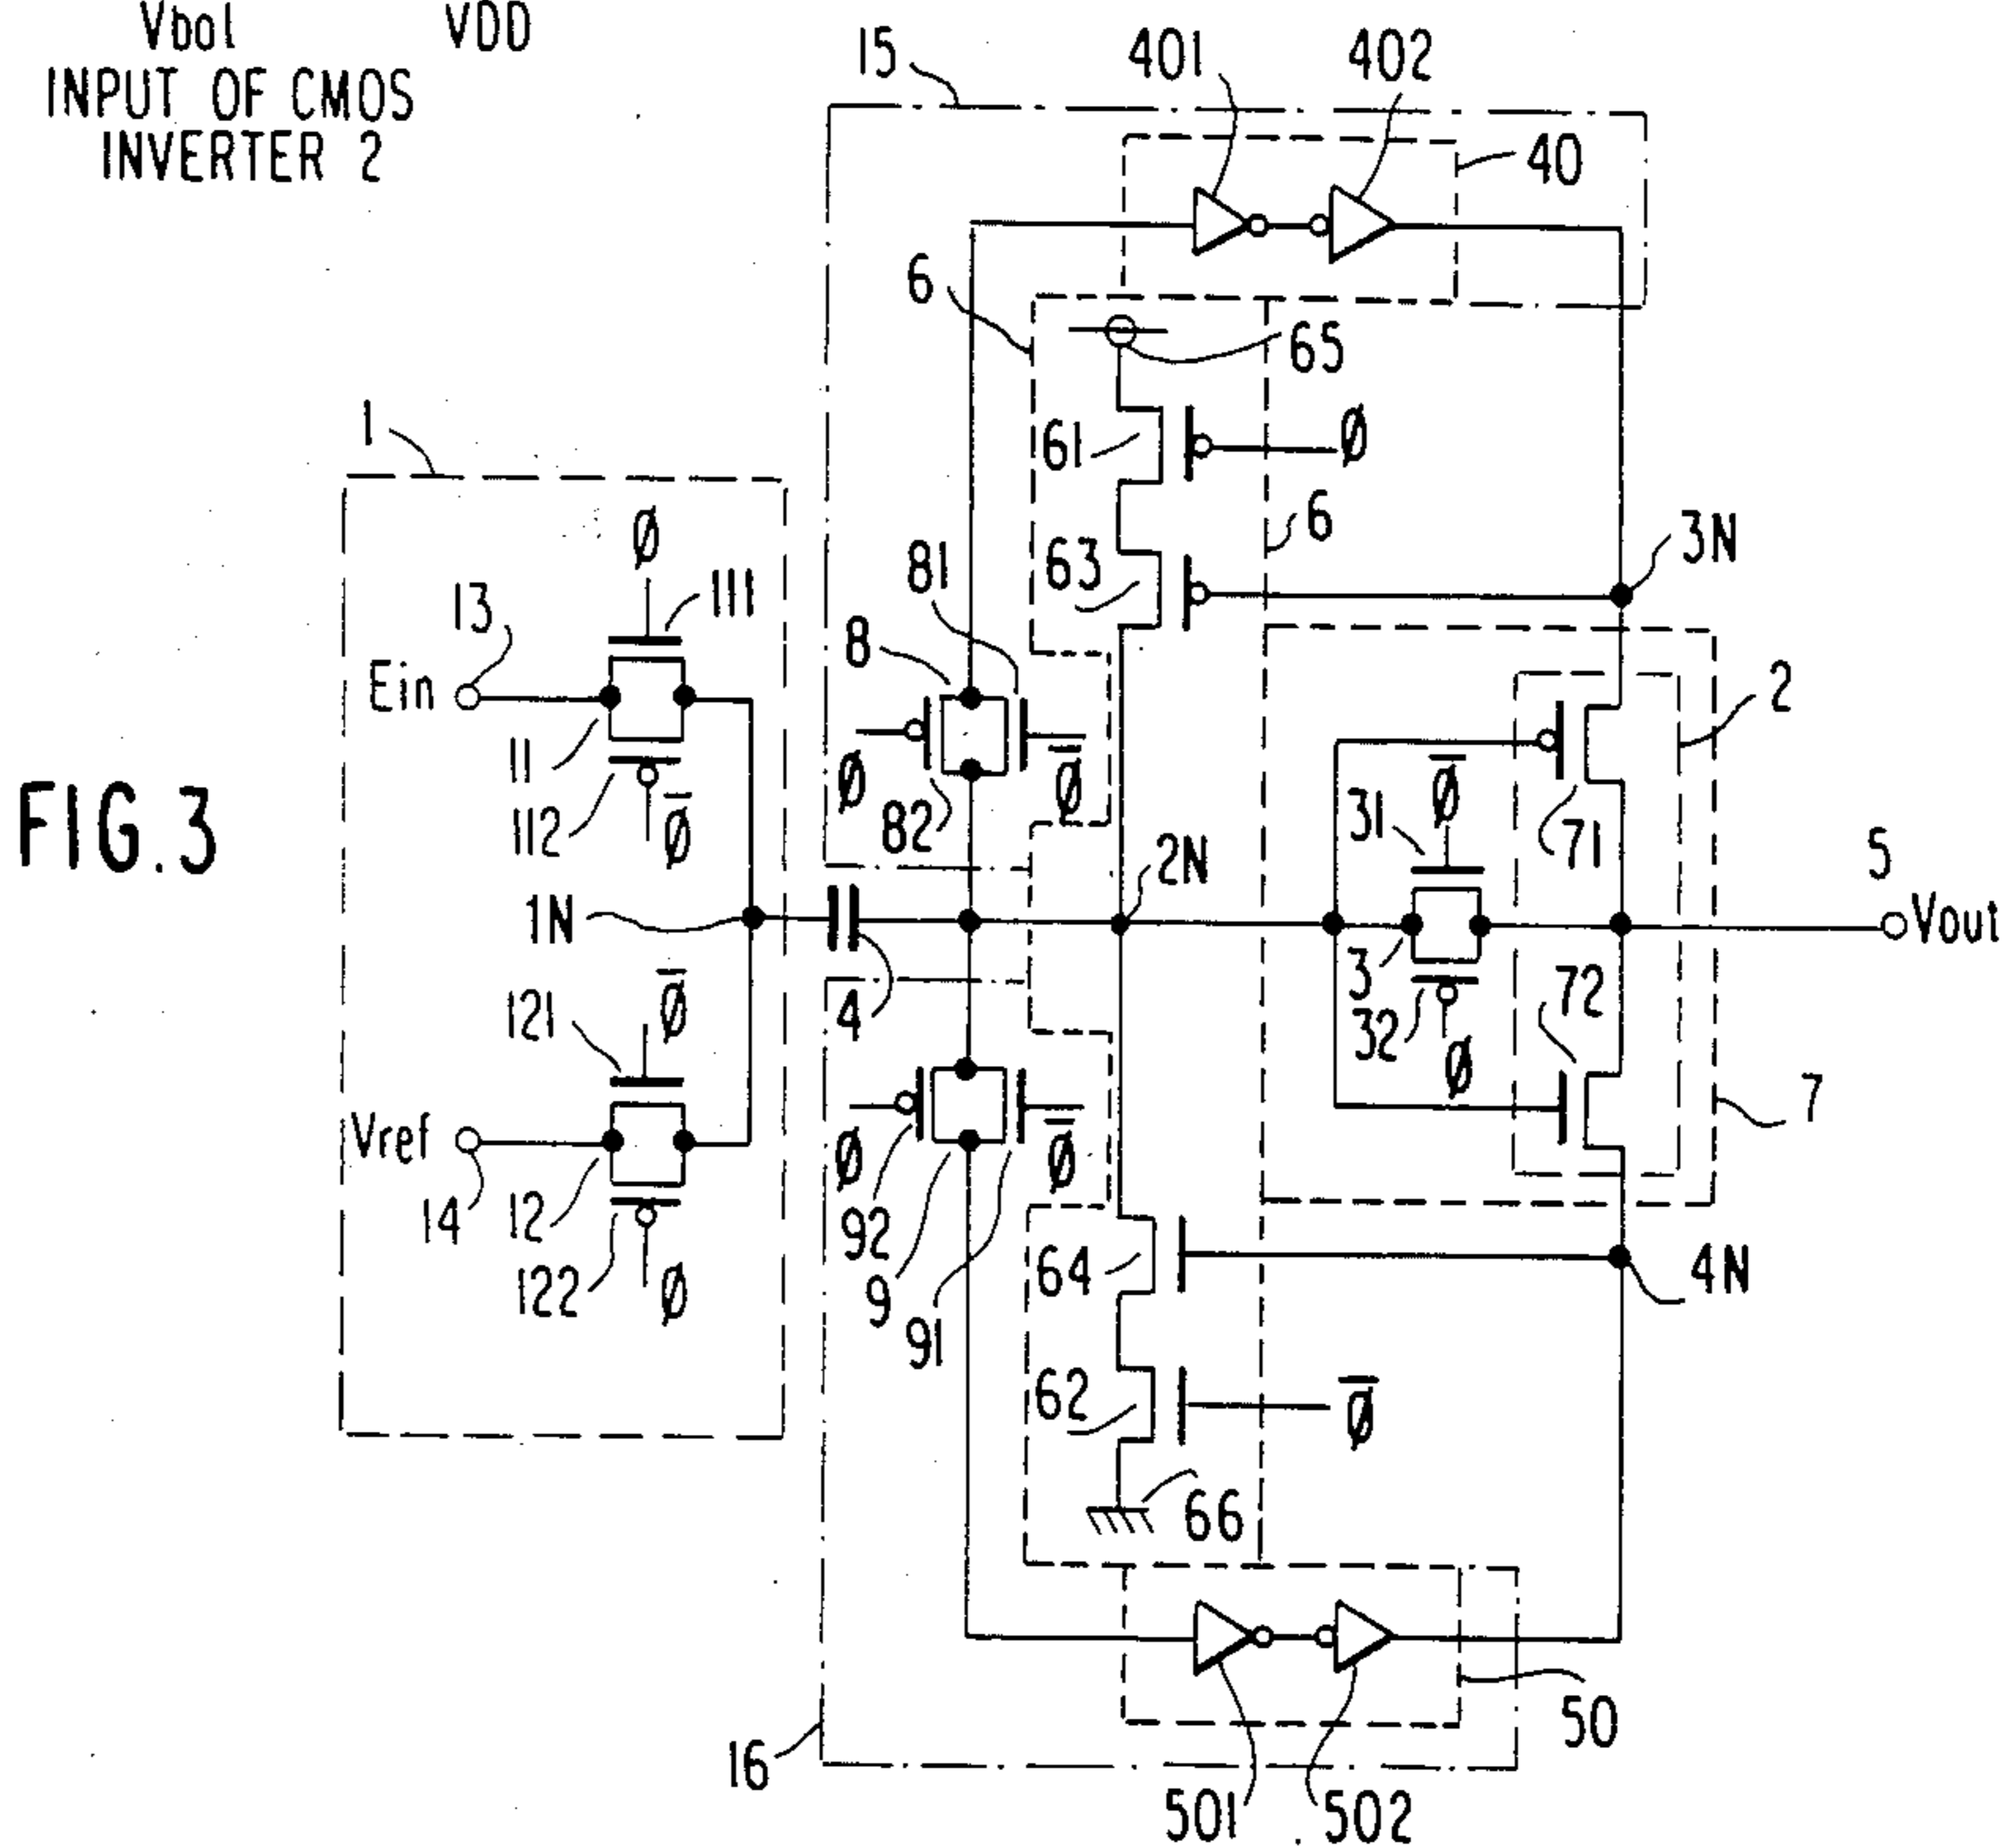 Vbol VDD
INPUT OF CMOS
INVERTER 2
15
401
402
40
6
65
61
Ø
6
1
63
3N
81
Ø
111
13
8
Ein
2
11
Ø
82
Ø̅
Ø̅
31
71
112
Ø̅
FIG.3
2N
5
1N
Vout
Ø̅
4
3
72
121
32
Ø
7
Vref
Ø
Ø̅
14
12
92
64
4N
122
Ø
9
91
62
Ø̅
66
50
16
501
502